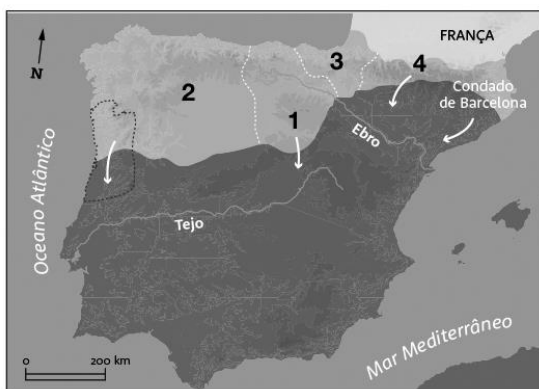 N
FRANÇA
3
4
2
Condado
de Barcelona
1
Ebro
Oceano Atlântico
Tejo
Mar Mediterrâneo
0
200 km